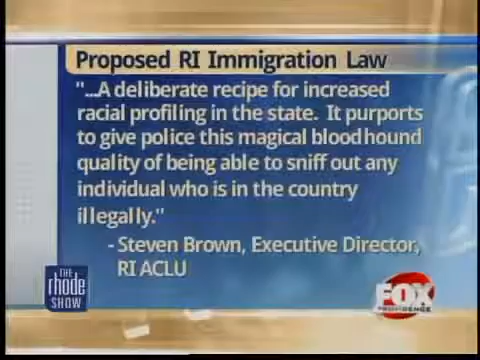 Proposed RI Immigration Law
"...A deliberate recipe for increased
racial profiling in the state. It purports
to give police this magical bloodhound
quality of being able to sniff out any
individual who is in the country
illegally."
- Steven Brown, Executive Director,
RI ACLU
THE
rhode
SHOW
FOX
PROVIDENCE